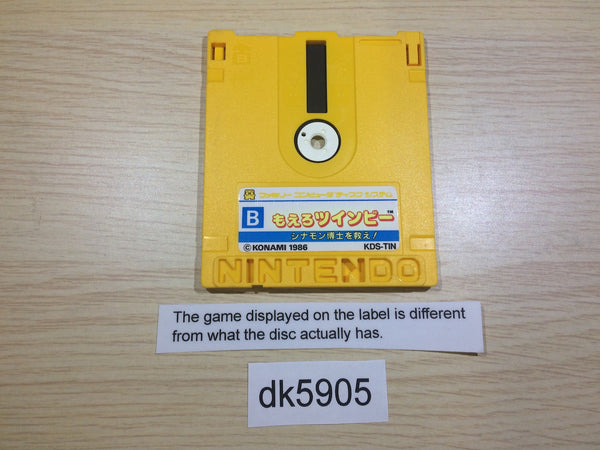 ファミリー コンピュータ ディスク システム
B
もえろツインビー™
シナモン博士を救え!
© KONAMI 1986 KDS-TIN
NINTENDO
The game displayed on the label is different
from what the disc actually has.
dk5905